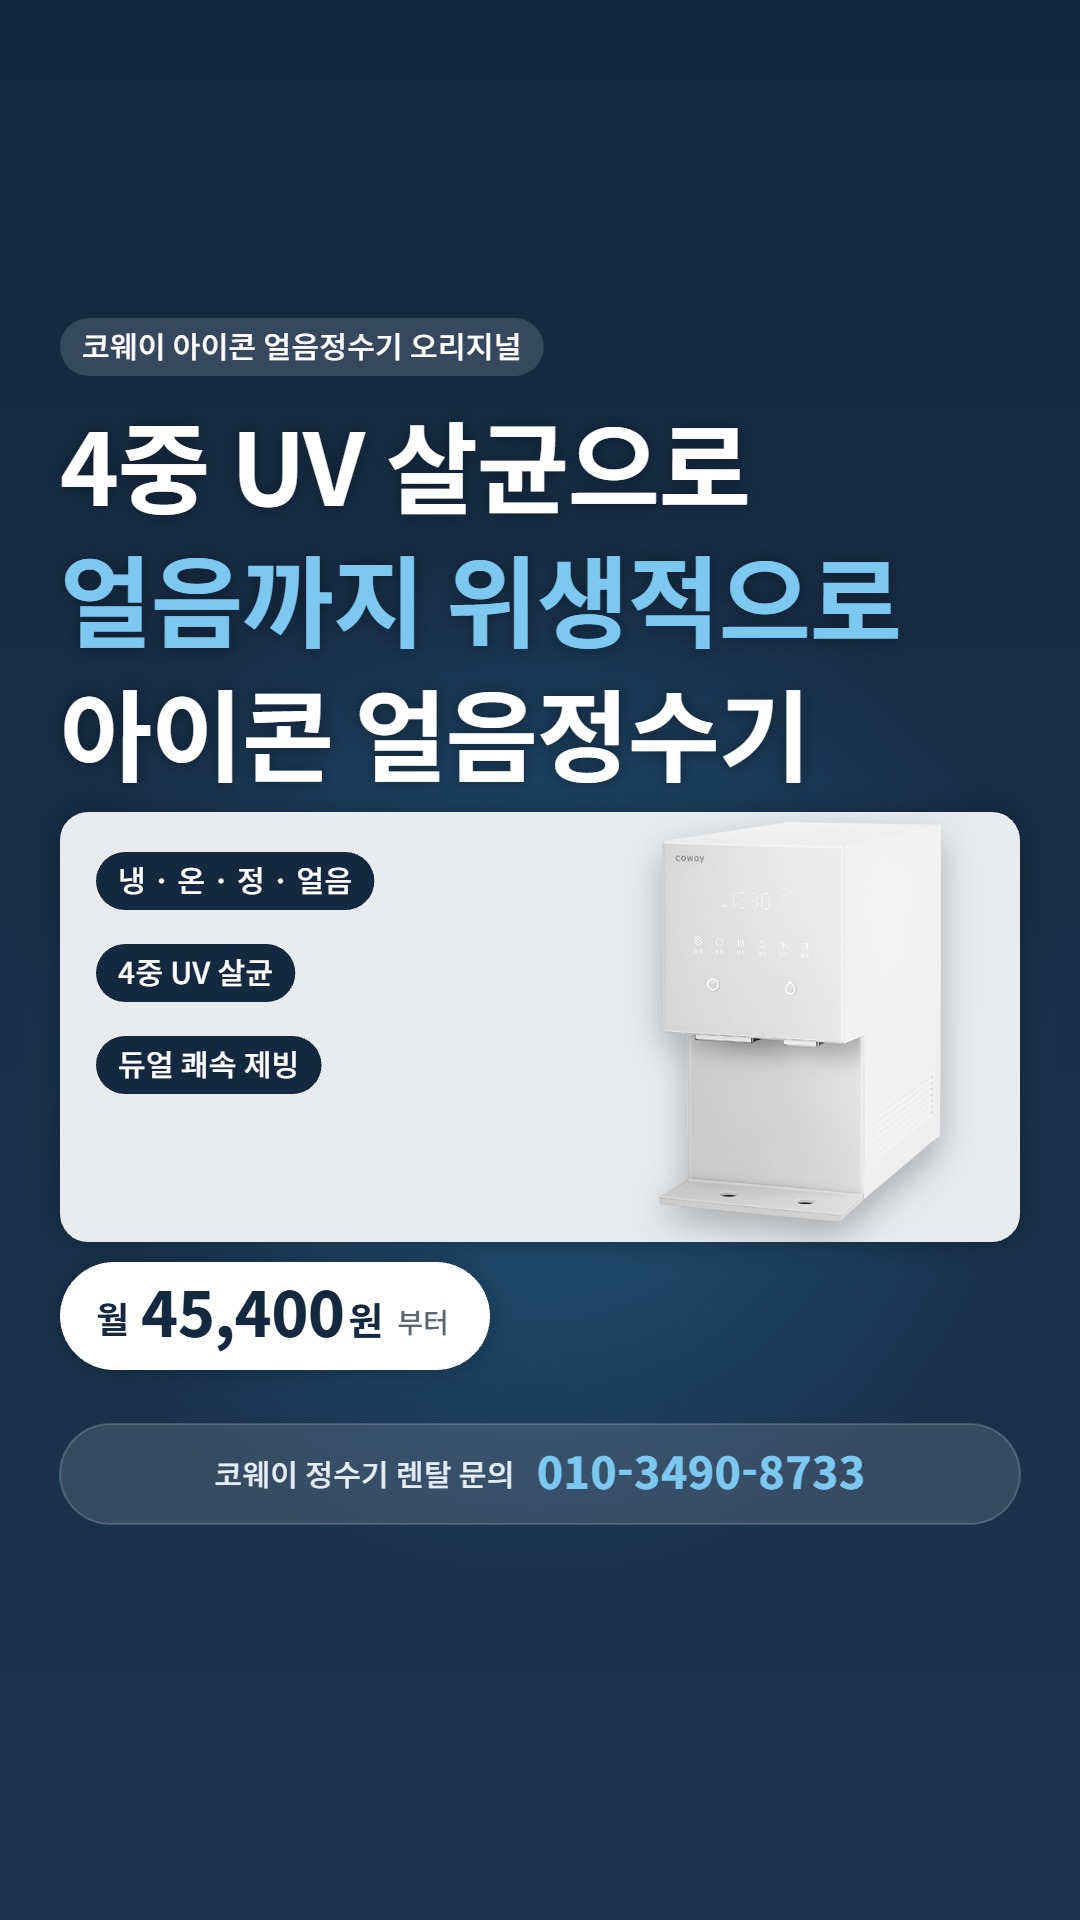 코웨이 아이콘 얼음정수기 오리지널
4중 UV 살균으로
얼음까지 위생적으로
아이콘 얼음정수기
냉 · 온 · 정 · 얼음
4중 UV 살균
듀얼 쾌속 제빙
coway
12:30
월 45,400원 부터
코웨이 정수기 렌탈 문의 010-3490-8733